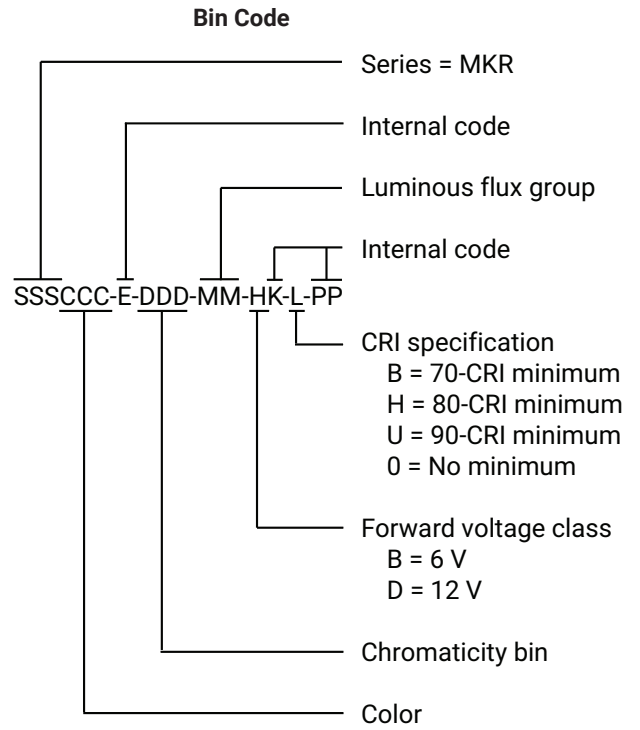 Bin Code
Series = MKR
Internal code
Luminous flux group
Internal code
SSSCCC-E-DDD-MM-HK-L-PP
CRI specification
B = 70-CRI minimum
H = 80-CRI minimum
U = 90-CRI minimum
0 = No minimum
Forward voltage class
B = 6 V
D = 12 V
Chromaticity bin
Color